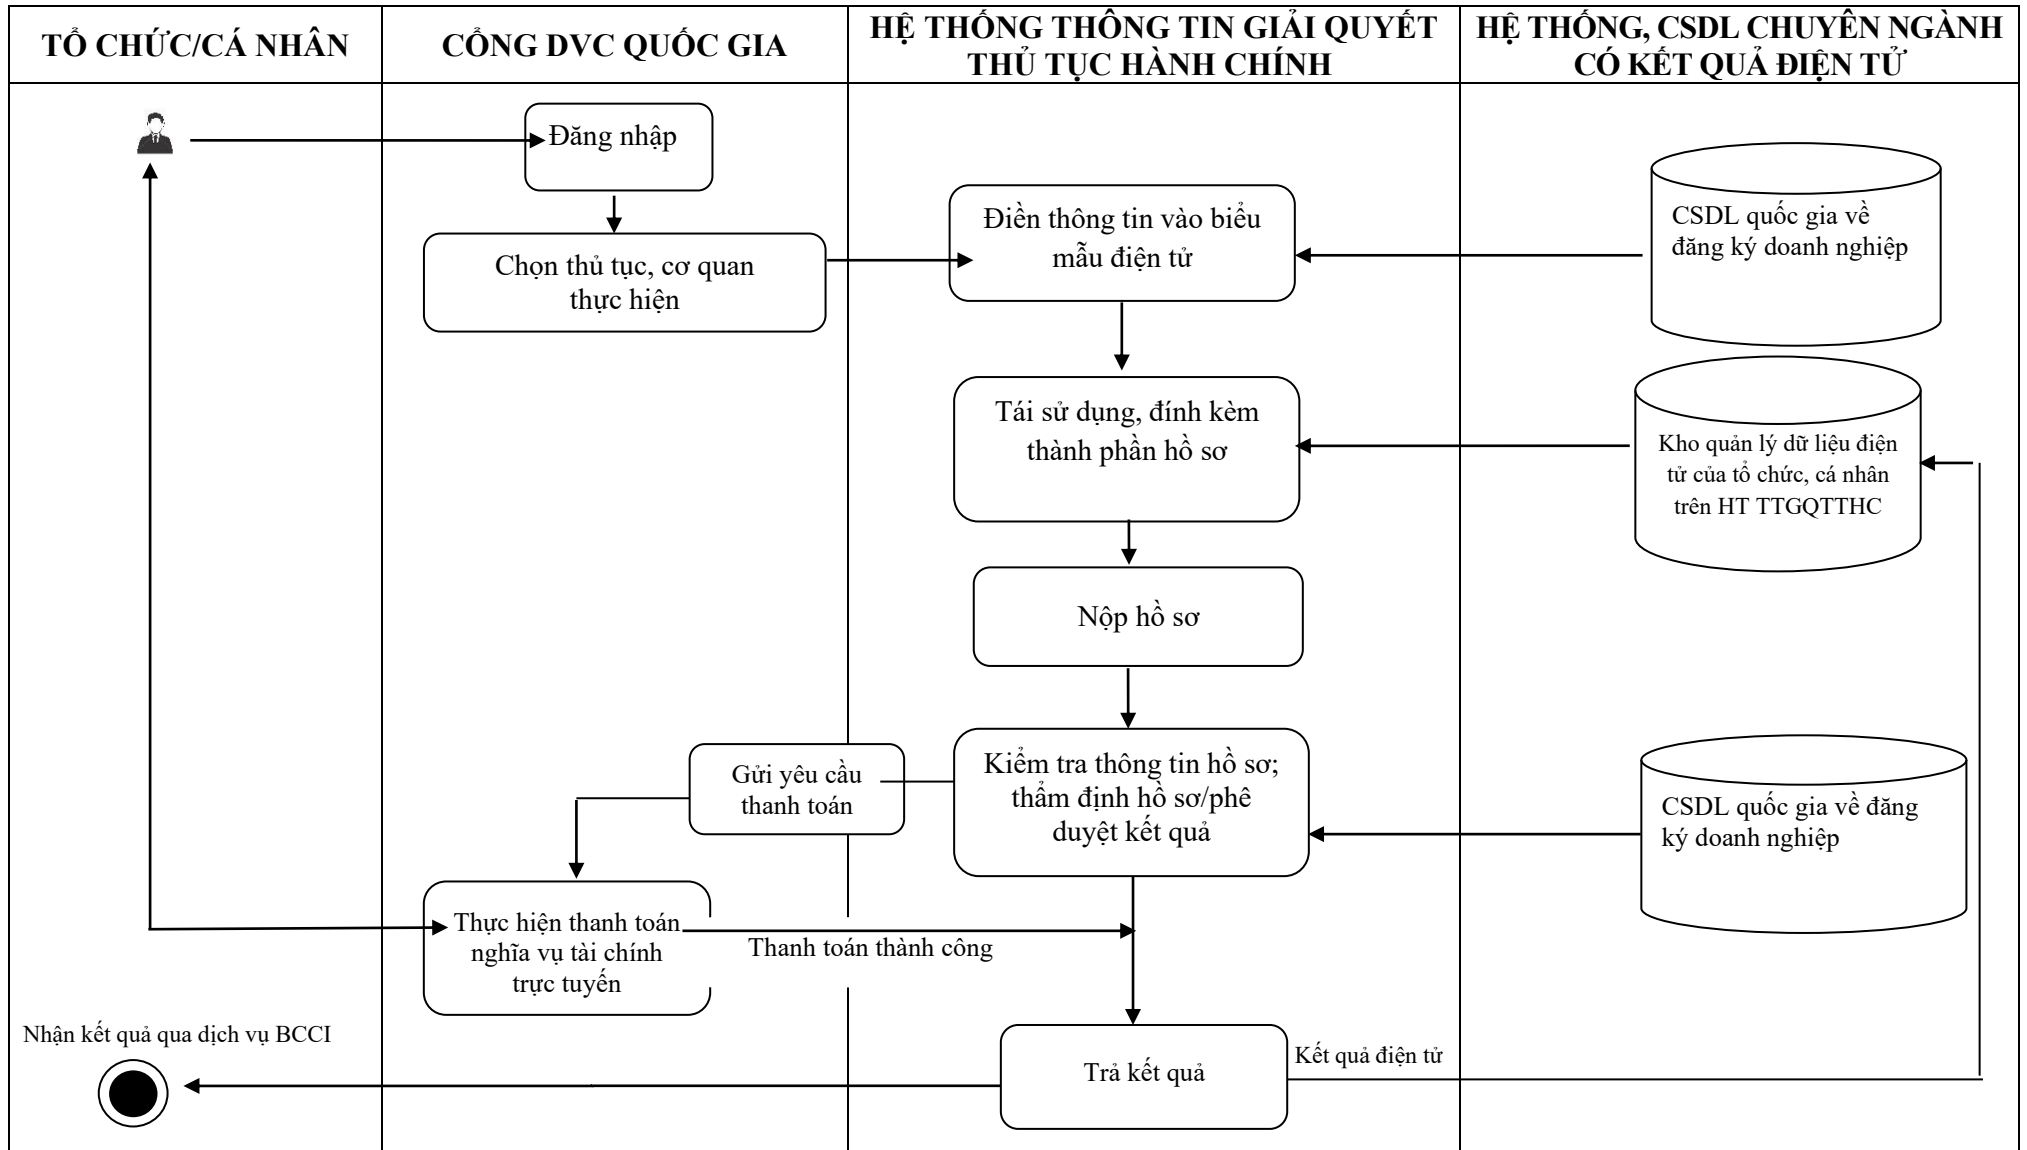 TỔ CHỨC/CÁ NHÂN
CỔNG DVC QUỐC GIA
HỆ THỐNG THÔNG TIN GIẢI QUYẾT
THỦ TỤC HÀNH CHÍNH
HỆ THỐNG, CSDL CHUYÊN NGÀNH
CÓ KẾT QUẢ ĐIỆN TỬ
Đăng nhập
Chọn thủ tục, cơ quan
thực hiện
Điền thông tin vào biểu
mẫu điện tử
CSDL quốc gia về
đăng ký doanh nghiệp
Tái sử dụng, đính kèm
thành phần hồ sơ
Kho quản lý dữ liệu điện
tử của tổ chức, cá nhân
trên HT TTGQTTHC
Nộp hồ sơ
Kiểm tra thông tin hồ sơ;
thẩm định hồ sơ/phê
duyệt kết quả
Gửi yêu cầu
thanh toán
CSDL quốc gia về đăng
ký doanh nghiệp
Thực hiện thanh toán
nghĩa vụ tài chính
trực tuyến
Thanh toán thành công
Nhận kết quả qua dịch vụ BCCI
Trả kết quả
Kết quả điện tử